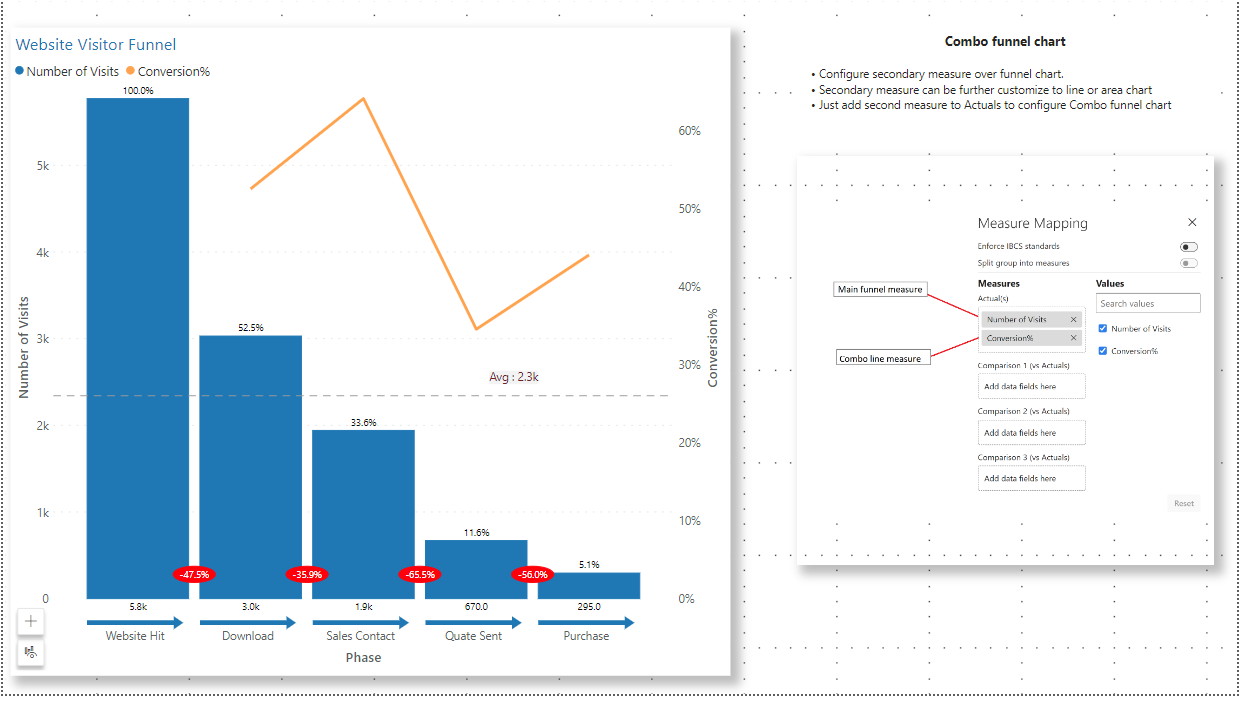 Website Visitor Funnel
Number of Visits Conversion%
100.0%
60%
5k
50%
4k
40%
52.5%
3k
30%
Avg : 2.3k
33.6%
2k
20%
11.6%
1k
10%
5.1%
-47.5% -35.9% -65.5% -56.0%
0 0%
5.8k 3.0k 1.9k 670.0 295.0
Website Hit Download Sales Contact Quate Sent Purchase
Phase
Number of Visits
Conversion%
Combo funnel chart
• Configure secondary measure over funnel chart.
• Secondary measure can be further customize to line or area chart
• Just add second measure to Actuals to configure Combo funnel chart
Measure Mapping
Enforce IBCS standards
Split group into measures
Measures Values
Actual(s)
Search values
Main funnel measure
Number of Visits
Number of Visits
Conversion%
Conversion%
Combo line measure
Comparison 1 (vs Actuals)
Add data fields here
Comparison 2 (vs Actuals)
Add data fields here
Comparison 3 (vs Actuals)
Add data fields here
Reset